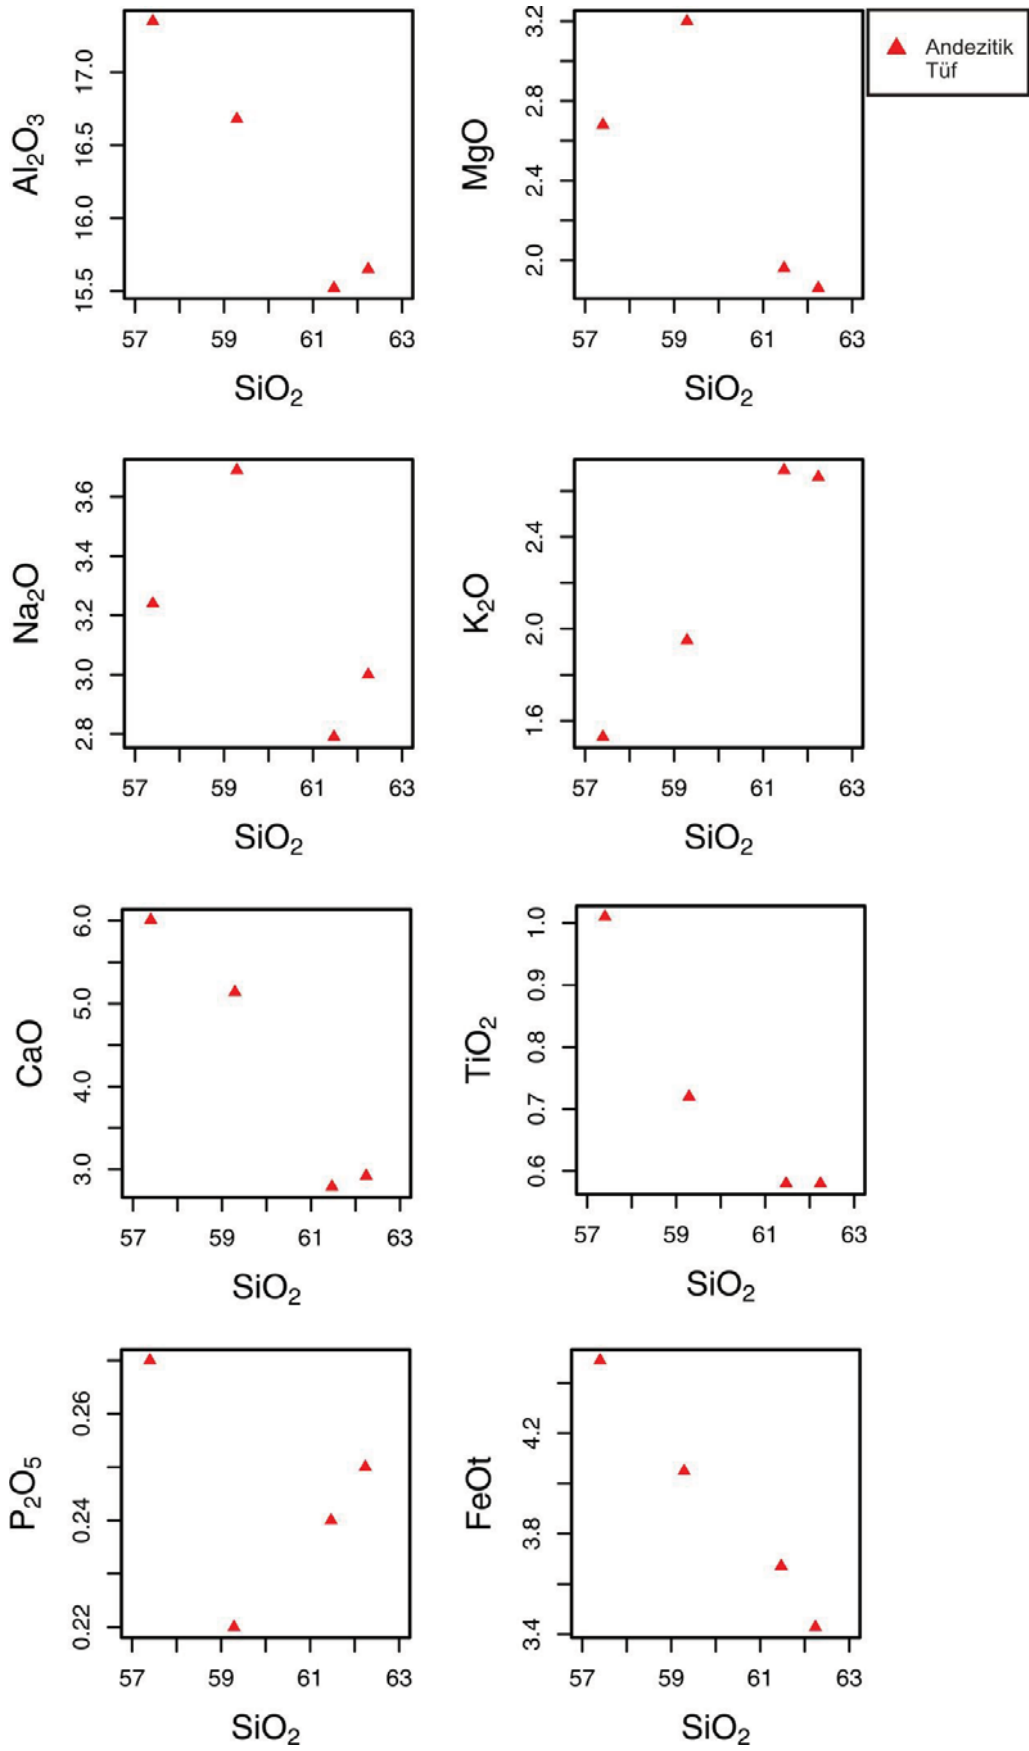 Al₂O₃
17.0
16.5
16.0
15.5
57 59 61 63
SiO₂
MgO
3.2
2.8
2.4
2.0
57 59 61 63
SiO₂
Andezitik
Tüf
Na₂O
3.6
3.4
3.2
3.0
2.8
57 59 61 63
SiO₂
K₂O
2.4
2.0
1.6
57 59 61 63
SiO₂
CaO
6.0
5.0
4.0
3.0
57 59 61 63
SiO₂
TiO₂
1.0
0.9
0.8
0.7
0.6
57 59 61 63
SiO₂
P₂O₅
0.26
0.24
0.22
57 59 61 63
SiO₂
FeOt
4.2
3.8
3.4
57 59 61 63
SiO₂